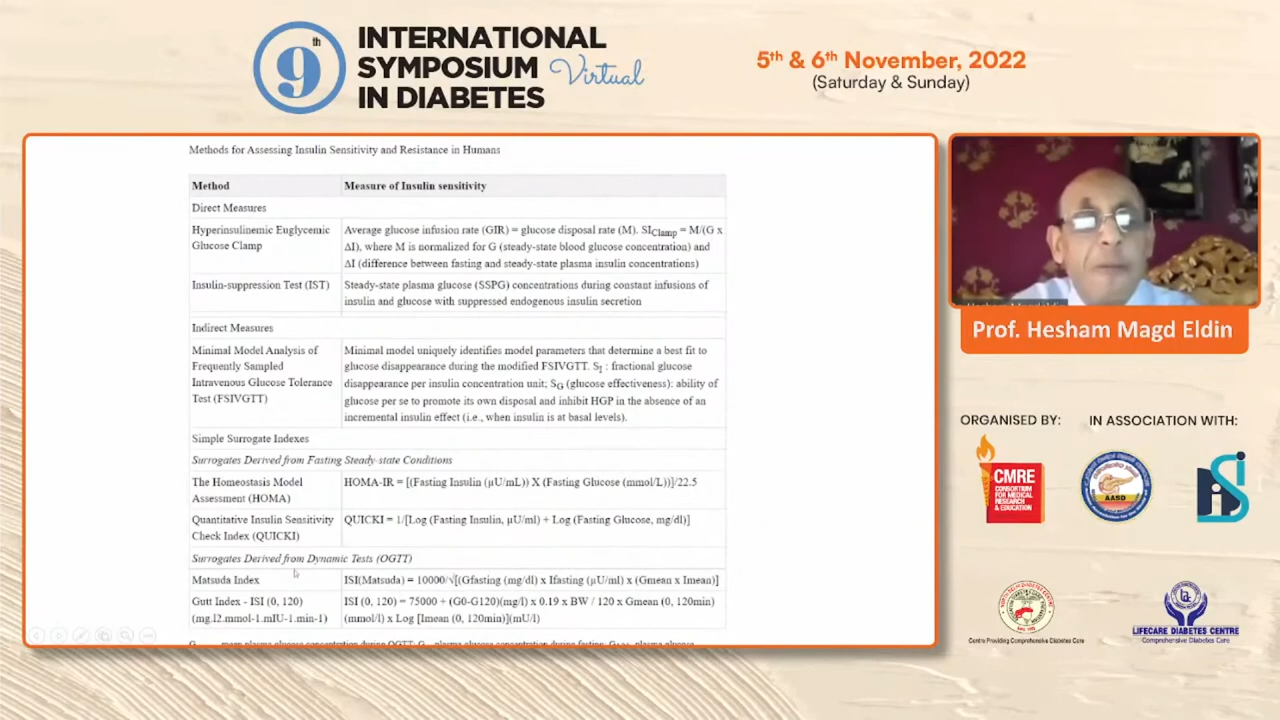 9th
INTERNATIONAL
SYMPOSIUM Virtual
IN DIABETES
5th & 6th November, 2022
(Saturday & Sunday)
Methods for Assessing Insulin Sensitivity and Resistance in Humans
Method Measure of Insulin sensitivity
Direct Measures
Hyperinsulinemic Euglycemic
Glucose Clamp
Average glucose infusion rate (GIR) = glucose disposal rate (M). SIClamp = M/(G x
ΔI), where M is normalized for G (steady-state blood glucose concentration) and
ΔI (difference between fasting and steady-state plasma insulin concentrations)
Insulin-suppression Test (IST)
Steady-state plasma glucose (SSPG) concentrations during constant infusions of
insulin and glucose with suppressed endogenous insulin secretion
Indirect Measures
Minimal Model Analysis of
Frequently Sampled
Intravenous Glucose Tolerance
Test (FSIVGTT)
Minimal model uniquely identifies model parameters that determine a best fit to
glucose disappearance during the modified FSIVGTT. SI : fractional glucose
disappearance per insulin concentration unit; SG (glucose effectiveness): ability of
glucose per se to promote its own disposal and inhibit HGP in the absence of an
incremental insulin effect (i.e., when insulin is at basal levels).
Simple Surrogate Indexes
Surrogates Derived from Fasting Steady-state Conditions
The Homeostasis Model
Assessment (HOMA)
HOMA-IR = [(Fasting Insulin (µU/mL)) X (Fasting Glucose (mmol/L))]/22.5
Quantitative Insulin Sensitivity
Check Index (QUICKI)
QUICKI = 1/[Log (Fasting Insulin, µU/ml) + Log (Fasting Glucose, mg/dl)]
Surrogates Derived from Dynamic Tests (OGTT)
Matsuda Index
ISI(Matsuda) = 10000/√[(Gfasting (mg/dl) x Ifasting (µU/ml) x (Gmean x Imean)]
Gutt Index - ISI (0, 120)
(mg.l2.mmol-1.mIU-1.min-1)
ISI (0, 120) = 75000 + (G0-G120)(mg/l) x 0.19 x BW / 120 x Gmean (0, 120min)
(mmol/l) x Log [Imean (0, 120min)](mU/l)
Prof. Hesham Magd Eldin
ORGANISED BY:
IN ASSOCIATION WITH:
CMRE
CONSORTIUM
FOR MEDICAL
RESEARCH
& EDUCATION
AASD
Centre Providing Comprehensive Diabetes Care
LIFECARE DIABETES CENTRE
Comprehensive Diabetes Care